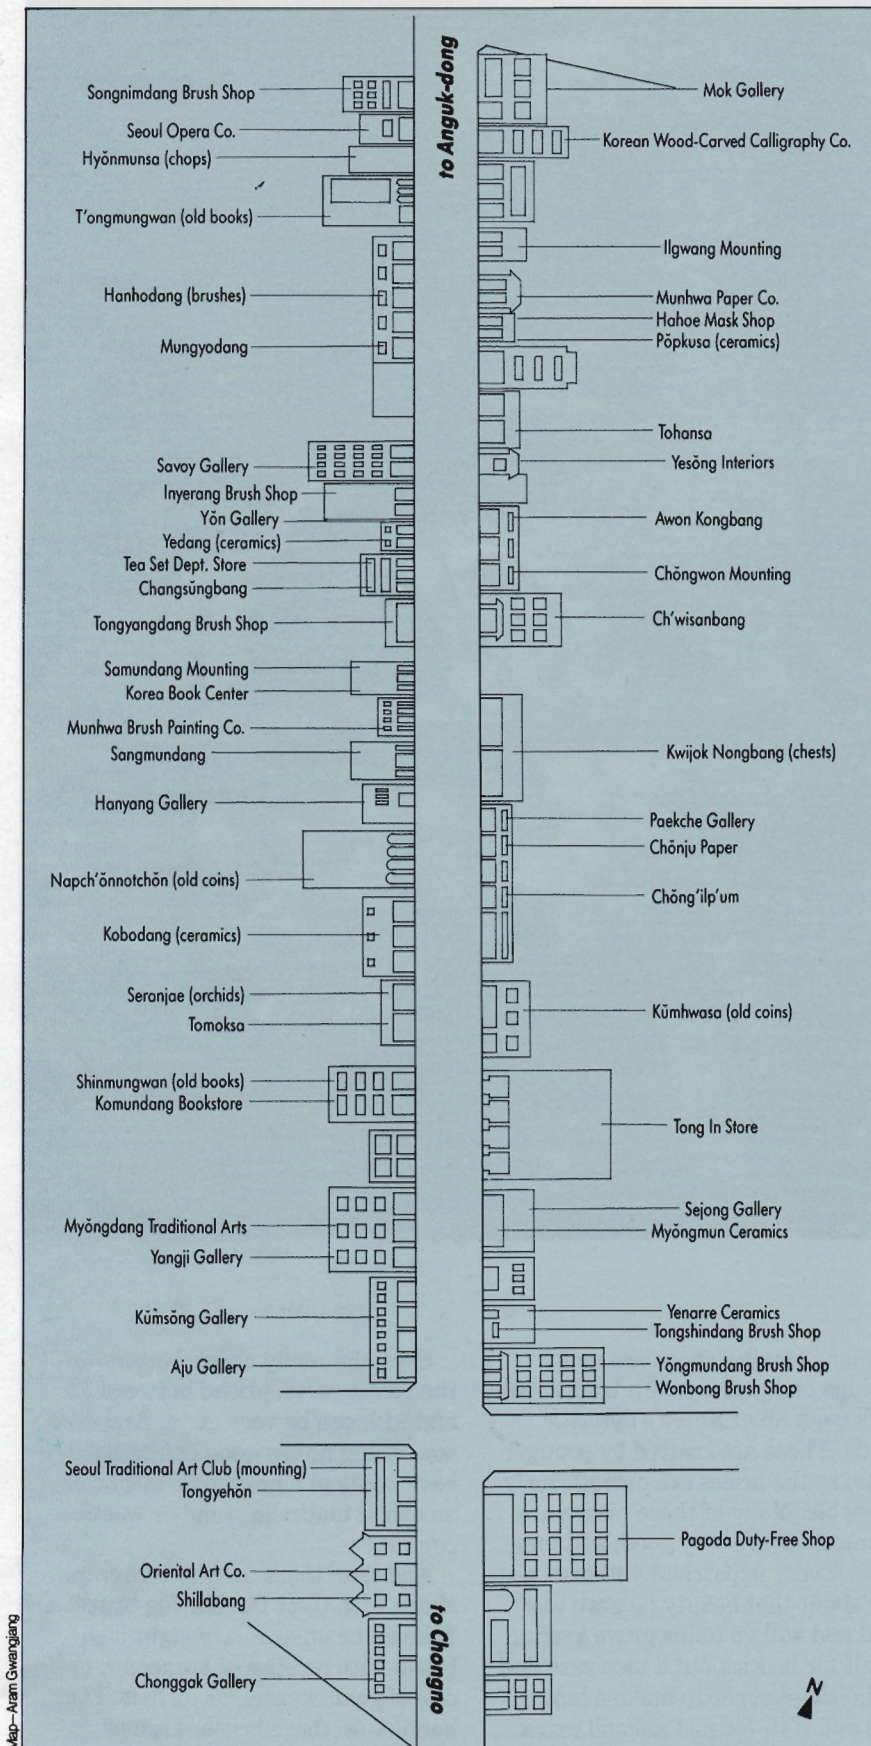 to Anguk-dong
Songnimdang Brush Shop
Seoul Opera Co.
Hyŏnmunsa (chops)
T'ongmungwan (old books)
Hanhodang (brushes)
Mungyodang
Savoy Gallery
Inyerang Brush Shop
Yŏn Gallery
Yedang (ceramics)
Tea Set Dept. Store
Changsŭngbang
Tongyangdang Brush Shop
Samundang Mounting
Korea Book Center
Munhwa Brush Painting Co.
Sangmundang
Hanyang Gallery
Napch'ŏnnotchŏn (old coins)
Kobodang (ceramics)
Seranjae (orchids)
Tomoksa
Shinmungwan (old books)
Komundang Bookstore
Myŏngdang Traditional Arts
Yangji Gallery
Kŭmsŏng Gallery
Aju Gallery
Seoul Traditional Art Club (mounting)
Tongyehŏn
Oriental Art Co.
Shillabang
Chonggak Gallery
Mok Gallery
Korean Wood-Carved Calligraphy Co.
Ilgwang Mounting
Munhwa Paper Co.
Hahoe Mask Shop
Pŏpkusa (ceramics)
Tohansa
Yesŏng Interiors
Awon Kongbang
Chŏngwon Mounting
Ch'wisanbang
Kwijok Nongbang (chests)
Paekche Gallery
Chŏnju Paper
Chŏng'ilp'um
Kŭmhwasa (old coins)
Tong In Store
Sejong Gallery
Myŏngmun Ceramics
Yenarre Ceramics
Tongshindang Brush Shop
Yŏngmundang Brush Shop
Wonbong Brush Shop
Pagoda Duty-Free Shop
to Chongno
N
Map—Aram Gwangjang